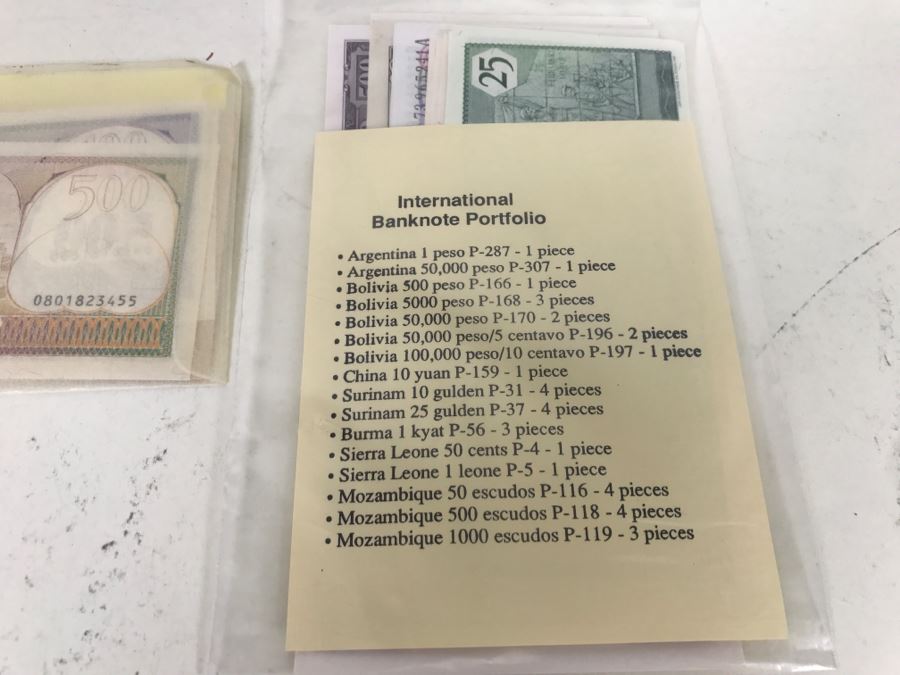 500
0801823455
500
25
International
Banknote Portfolio
• Argentina 1 peso P-287 - 1 piece
• Argentina 50,000 peso P-307 - 1 piece
• Bolivia 500 peso P-166 - 1 piece
• Bolivia 5000 peso P-168 - 3 pieces
• Bolivia 50,000 peso P-170 - 2 pieces
• Bolivia 50,000 peso/5 centavo P-196 - 2 pieces
• Bolivia 100,000 peso/10 centavo P-197 - 1 piece
• China 10 yuan P-159 - 1 piece
• Surinam 10 gulden P-31 - 4 pieces
• Surinam 25 gulden P-37 - 4 pieces
• Burma 1 kyat P-56 - 3 pieces
• Sierra Leone 50 cents P-4 - 1 piece
• Sierra Leone 1 leone P-5 - 1 piece
• Mozambique 50 escudos P-116 - 4 pieces
• Mozambique 500 escudos P-118 - 4 pieces
• Mozambique 1000 escudos P-119 - 3 pieces